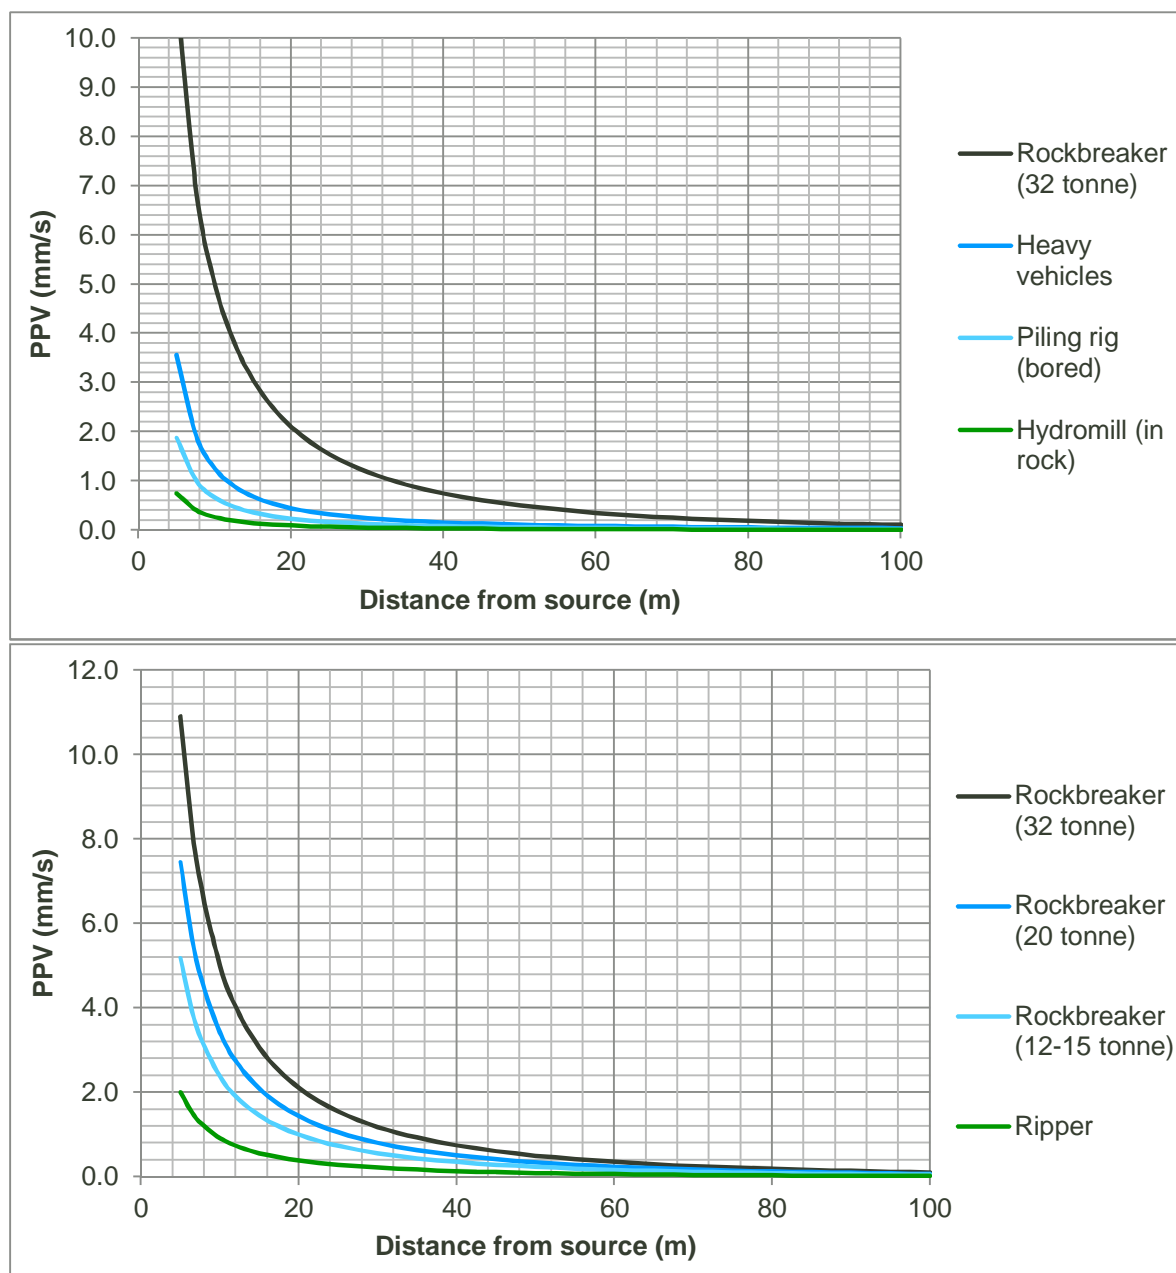 10.0
9.0
8.0
7.0
6.0
5.0
4.0
3.0
2.0
1.0
0.0
PPV (mm/s)
0 20 40 60 80 100
Distance from source (m)
Rockbreaker
(32 tonne)
Heavy
vehicles
Piling rig
(bored)
Hydromill (in
rock)
12.0
10.0
8.0
6.0
4.0
2.0
0.0
PPV (mm/s)
0 20 40 60 80 100
Distance from source (m)
Rockbreaker
(32 tonne)
Rockbreaker
(20 tonne)
Rockbreaker
(12-15 tonne)
Ripper